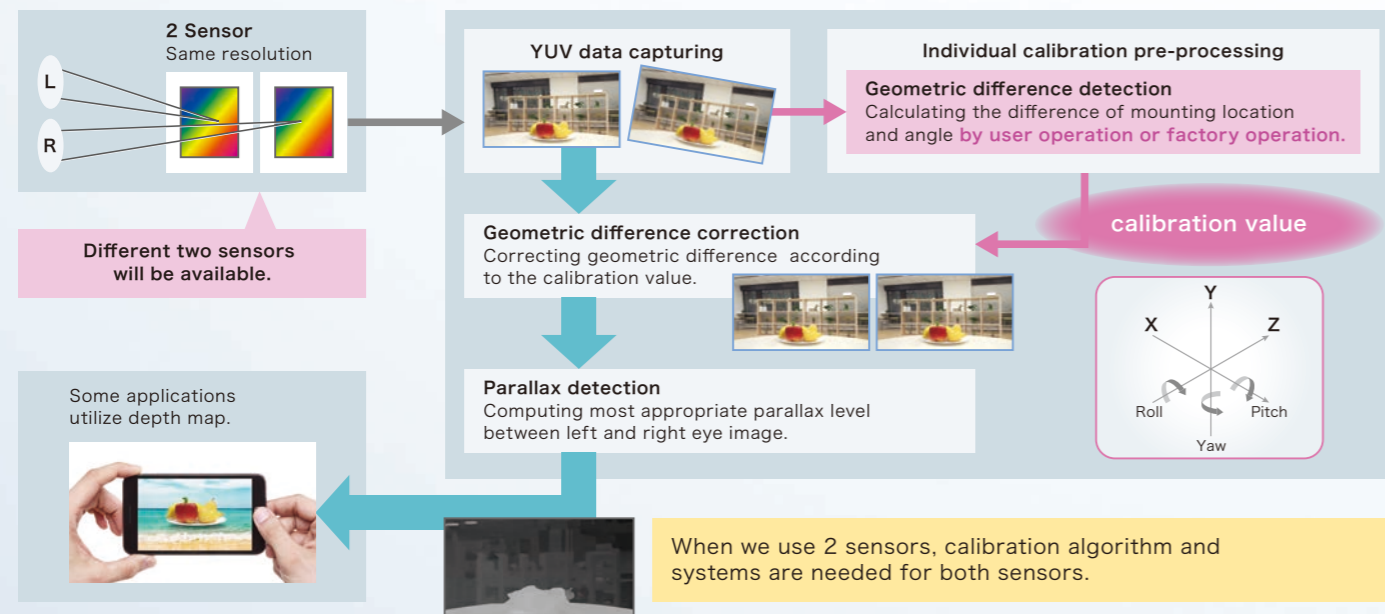 2 Sensor
Same resolution
L
R
Different two sensors
will be available.
YUV data capturing
Individual calibration pre-processing
Geometric difference detection
Calculating the difference of mounting location
and angle by user operation or factory operation.
calibration value
Geometric difference correction
Correcting geometric difference according
to the calibration value.
Y
X
Z
Roll
Pitch
Yaw
Parallax detection
Computing most appropriate parallax level
between left and right eye image.
Some applications
utilize depth map.
When we use 2 sensors, calibration algorithm and
systems are needed for both sensors.